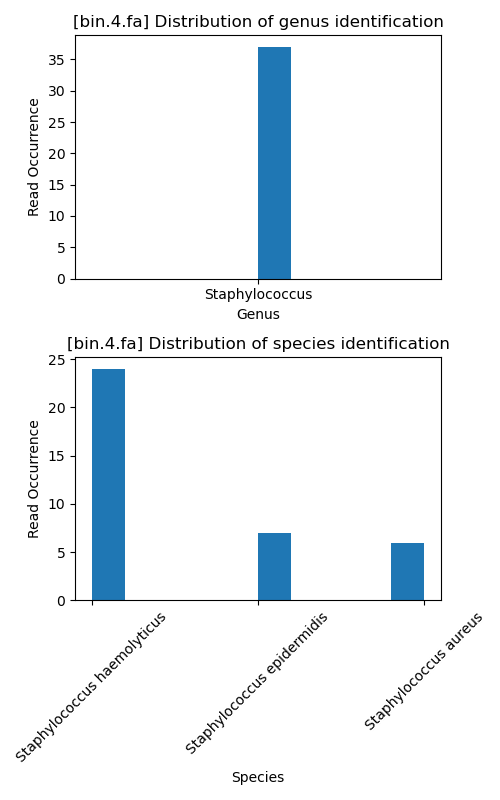 [bin.4.fa] Distribution of genus identification
35
30
25
20
15
10
5
0
Read Occurrence
Staphylococcus
Genus
[bin.4.fa] Distribution of species identification
25
20
15
10
5
0
Read Occurrence
Staphylococcus haemolyticus
Staphylococcus epidermidis
Staphylococcus aureus
Species